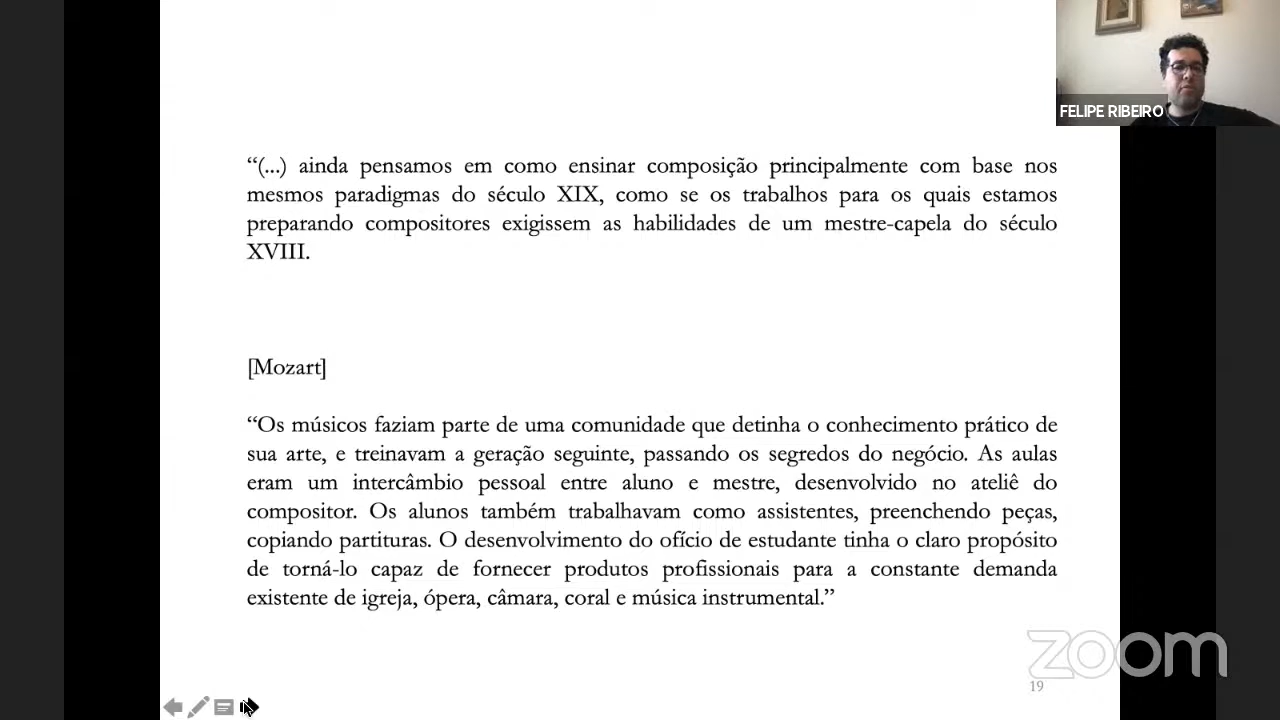 FELIPE RIBEIRO
“(...) ainda pensamos em como ensinar composição principalmente com base nos
mesmos paradigmas do século XIX, como se os trabalhos para os quais estamos
preparando compositores exigissem as habilidades de um mestre-capela do século
XVIII.
[Mozart]
“Os músicos faziam parte de uma comunidade que detinha o conhecimento prático de
sua arte, e treinavam a geração seguinte, passando os segredos do negócio. As aulas
eram um intercâmbio pessoal entre aluno e mestre, desenvolvido no ateliê do
compositor. Os alunos também trabalhavam como assistentes, preenchendo peças,
copiando partituras. O desenvolvimento do ofício de estudante tinha o claro propósito
de torná-lo capaz de fornecer produtos profissionais para a constante demanda
existente de igreja, ópera, câmara, coral e música instrumental.”
zoom
19